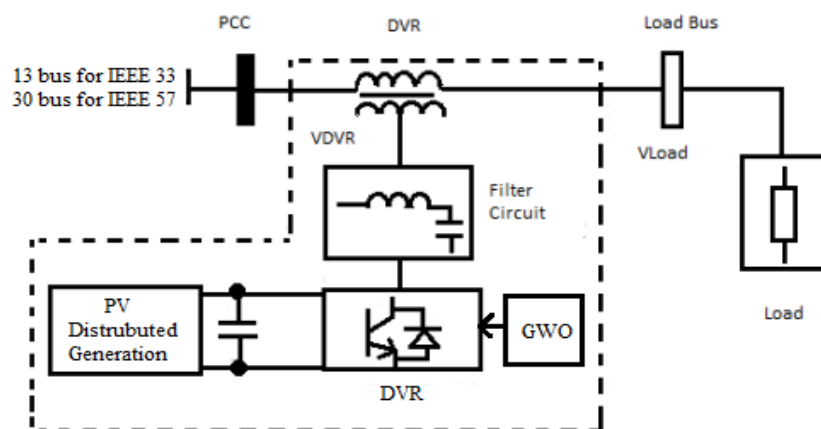 PCC
DVR
Load Bus
13 bus for IEEE 33
30 bus for IEEE 57
VDVR
VLoad
Filter
Circuit
PV
Distrubuted
Generation
GWO
Load
DVR